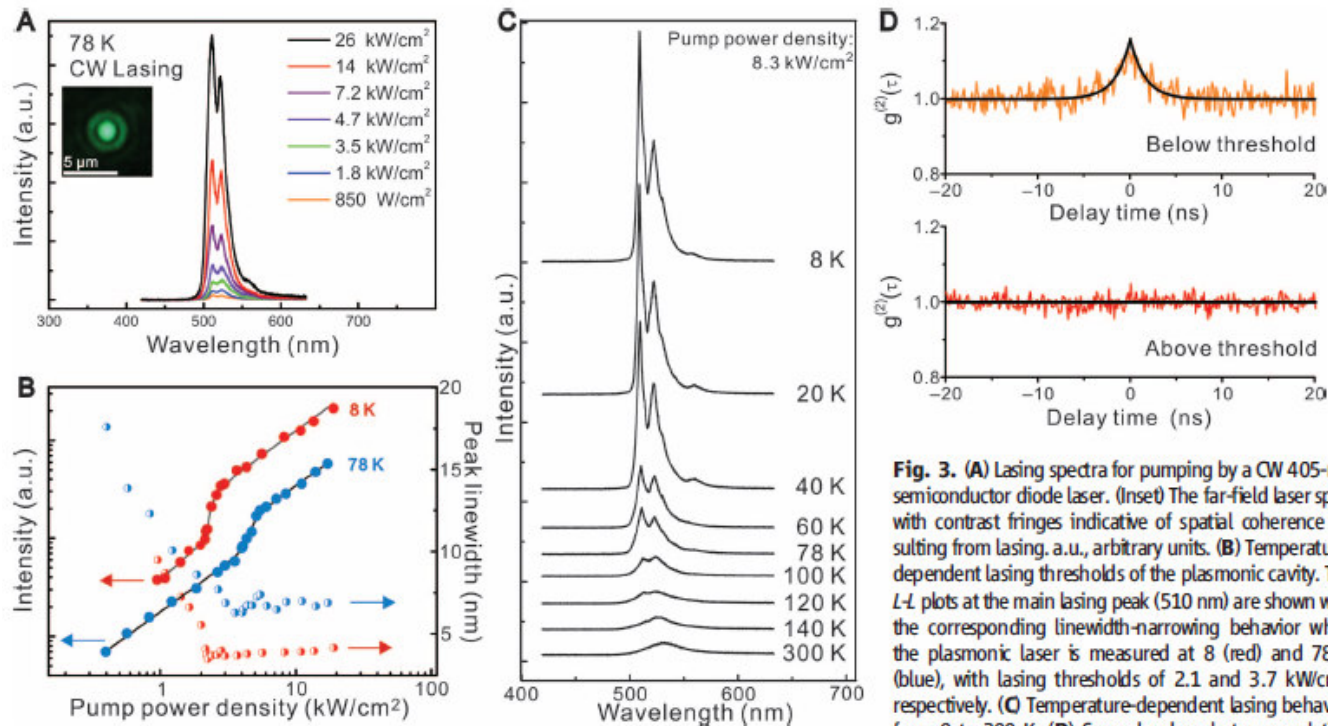 A
78 K
CW Lasing
5 μm
26 kW/cm²
14 kW/cm²
7.2 kW/cm²
4.7 kW/cm²
3.5 kW/cm²
1.8 kW/cm²
850 W/cm²
Intensity (a.u.)
300 400 500 600 700
Wavelength (nm)
B
8 K
78 K
Intensity (a.u.)
20
15
10
5
Peak linewidth (nm)
1 10 100
Pump power density (kW/cm²)
C
Pump power density:
8.3 kW/cm²
8 K
20 K
40 K
60 K
78 K
100 K
120 K
140 K
300 K
Intensity (a.u.)
400 500 600 700
Wavelength (nm)
D
1.2
1.0
0.8
g⁽²⁾(τ)
Below threshold
−20 −10 0 10 20
Delay time (ns)
1.2
1.0
0.8
g⁽²⁾(τ)
Above threshold
−20 −10 0 10 20
Delay time (ns)
Fig. 3. (A) Lasing spectra for pumping by a CW 405-
semiconductor diode laser. (Inset) The far-field laser sp
with contrast fringes indicative of spatial coherence
sulting from lasing. a.u., arbitrary units. (B) Temperatu
dependent lasing thresholds of the plasmonic cavity. T
L-L plots at the main lasing peak (510 nm) are shown w
the corresponding linewidth-narrowing behavior wh
the plasmonic laser is measured at 8 (red) and 78
(blue), with lasing thresholds of 2.1 and 3.7 kW/c
respectively. (C) Temperature-dependent lasing behav